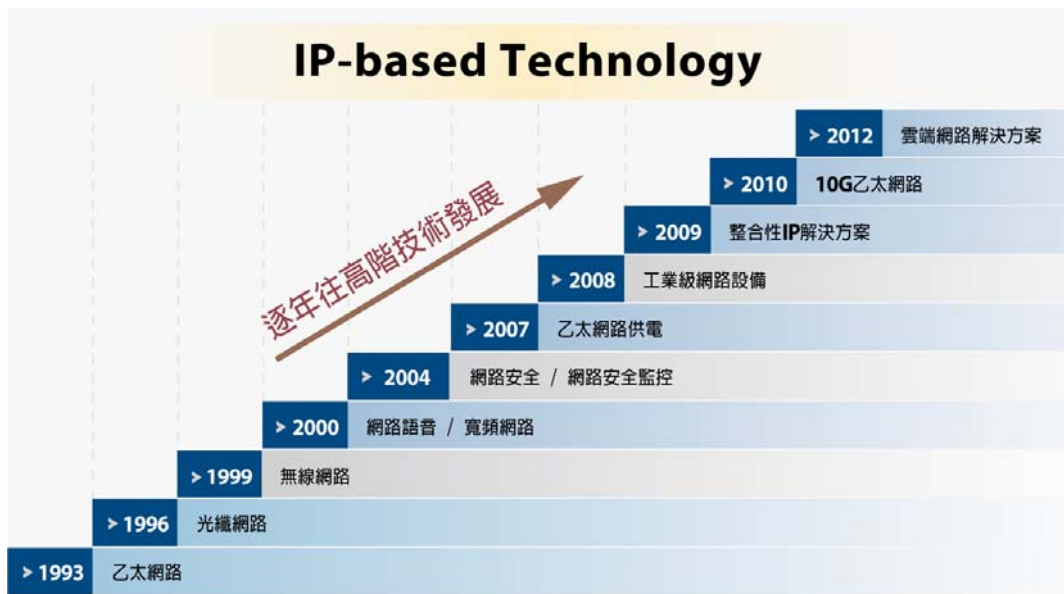 IP-based Technology
逐年往高階技術發展
> 2012 雲端網路解決方案
> 2010 10G乙太網路
> 2009 整合性IP解決方案
> 2008 工業級網路設備
> 2007 乙太網路供電
> 2004 網路安全 / 網路安全監控
> 2000 網路語音 / 寬頻網路
> 1999 無線網路
> 1996 光纖網路
> 1993 乙太網路